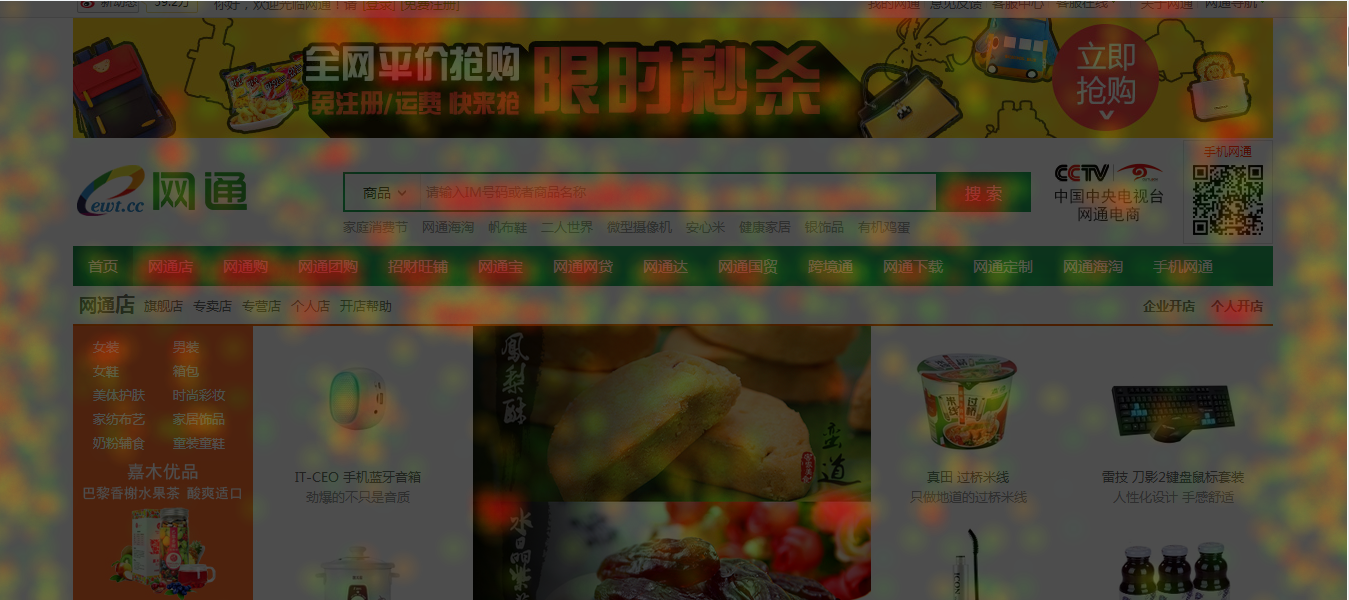 59.2万
你好，欢迎光临网通！请 [登录] [免费注册]
我的网通 意见反馈 客服中心 客服在线 关于网通 网通导航
全网平价抢购 限时秒杀
免注册/运费 快来抢
立即
抢购
ewt.cc 网通
商品 请输入IM号码或者商品名称 搜索
家庭消费节 网通海淘 帆布鞋 二人世界 微型摄像机 安心米 健康家居 银饰品 有机鸡蛋
CCTV
中国中央电视台
网通电商
手机网通
首页 网通店 网通购 网通团购 招财旺铺 网通宝 网通网贷 网通达 网通国贸 跨境通 网通下载 网通定制 网通海淘 手机网通
网通店 旗舰店 专卖店 专营店 个人店 开店帮助 企业开店 个人开店
女装 男装
女鞋 箱包
美体护肤 时尚彩妆
家纺布艺 家居饰品
奶粉辅食 童装童鞋
嘉木优品
巴黎香榭水果茶 酸爽适口
IT-CEO 手机蓝牙音箱
劲爆的不只是音质
鳳梨酥
道
过桥米线
真田 过桥米线
只做地道的过桥米线
雷技 刀影2键盘鼠标套装
人性化设计 手感舒适
水晶